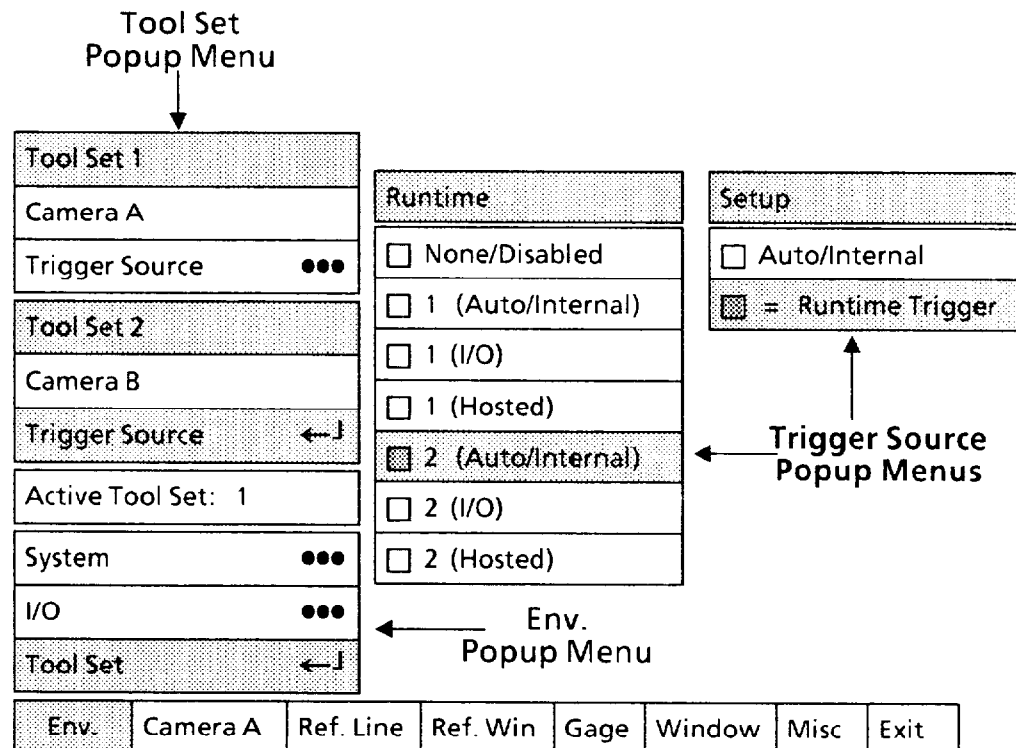 Tool Set
Popup Menu
Tool Set 1
Camera A
Trigger Source ●●●
Tool Set 2
Camera B
Trigger Source ←┘
Active Tool Set: 1
System ●●●
I/O ●●●
Tool Set ←┘
Runtime
None/Disabled
1 (Auto/Internal)
1 (I/O)
1 (Hosted)
2 (Auto/Internal)
2 (I/O)
2 (Hosted)
Setup
Auto/Internal
= Runtime Trigger
Trigger Source
Popup Menus
Env.
Popup Menu
Env. Camera A Ref. Line Ref. Win Gage Window Misc Exit